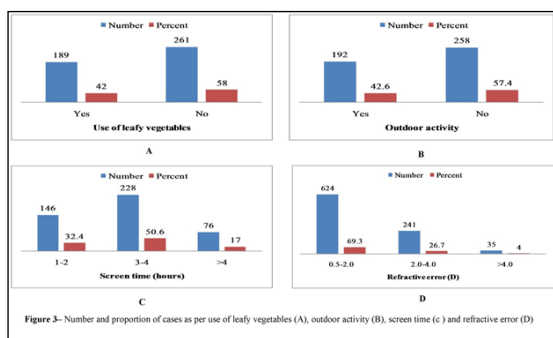 Number Percent
189
42
261
58
Yes No
Use of leafy vegetables
A
Number Percent
192
42.6
258
57.4
Yes No
Outdoor activity
B
Number Percent
146
32.4
228
50.6
76
17
1-2 3-4 >4
Screen time (hours)
C
Number Percent
624
69.3
241
26.7
35
4
0.5-2.0 2.0-4.0 >4.0
Refractive error (D)
D
Figure 3– Number and proportion of cases as per use of leafy vegetables (A), outdoor activity (B), screen time (c ) and refractive error (D)